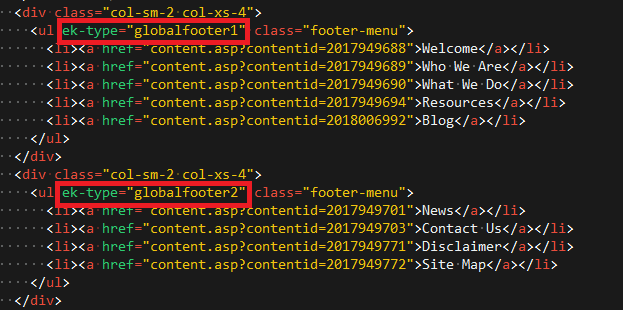 <div class="col-sm-2 col-xs-4">
<ul ek-type="globalfooter1" class="footer-menu">
<li><a href="content.asp?contentid=2017949688">Welcome</a></li>
<li><a href="content.asp?contentid=2017949689">Who We Are</a></li>
<li><a href="content.asp?contentid=2017949690">What We Do</a></li>
<li><a href="content.asp?contentid=2017949694">Resources</a></li>
<li><a href="content.asp?contentid=2018006992">Blog</a></li>
</ul>
</div>
<div class="col-sm-2 col-xs-4">
<ul ek-type="globalfooter2" class="footer-menu">
<li><a href="content.asp?contentid=2017949701">News</a></li>
<li><a href="content.asp?contentid=2017949703">Contact Us</a></li>
<li><a href="content.asp?contentid=2017949771">Disclaimer</a></li>
<li><a href="content.asp?contentid=2017949772">Site Map</a></li>
</ul>
</div>